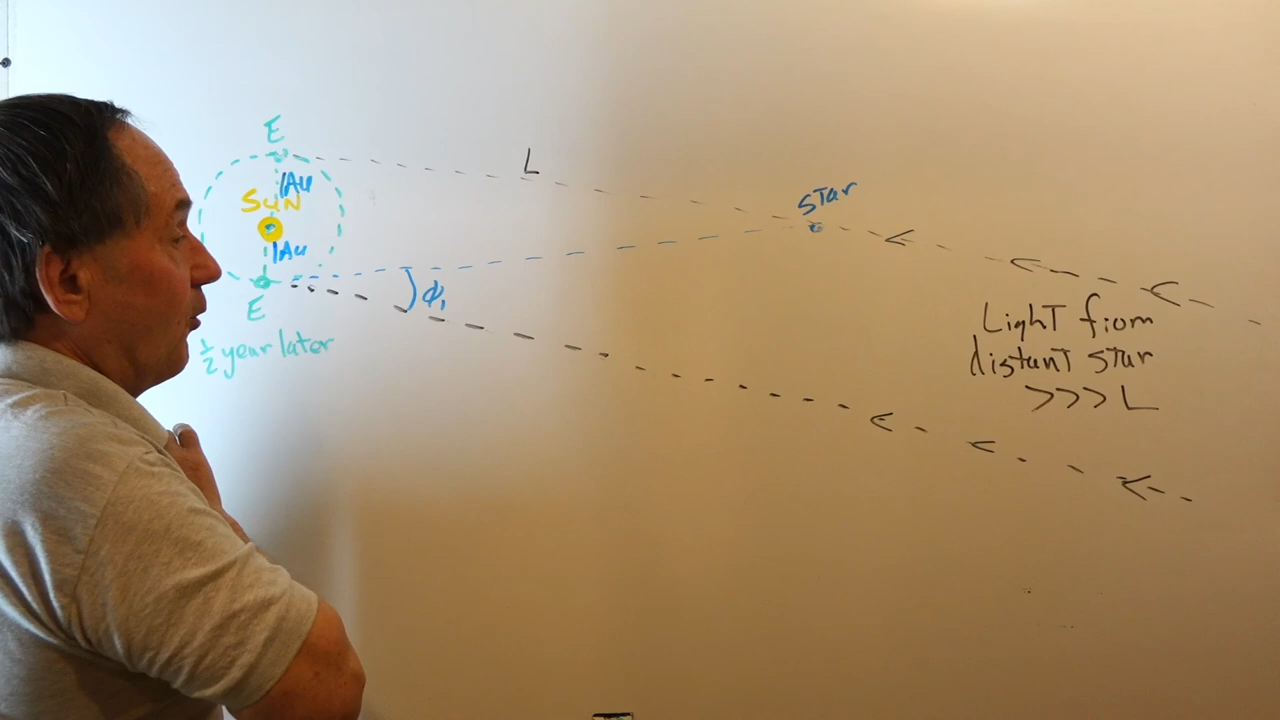 E
L
1AU
SUN
STar
1AU
ϕ₁
E
½ year later
LighT from
distanT STar
>>> L